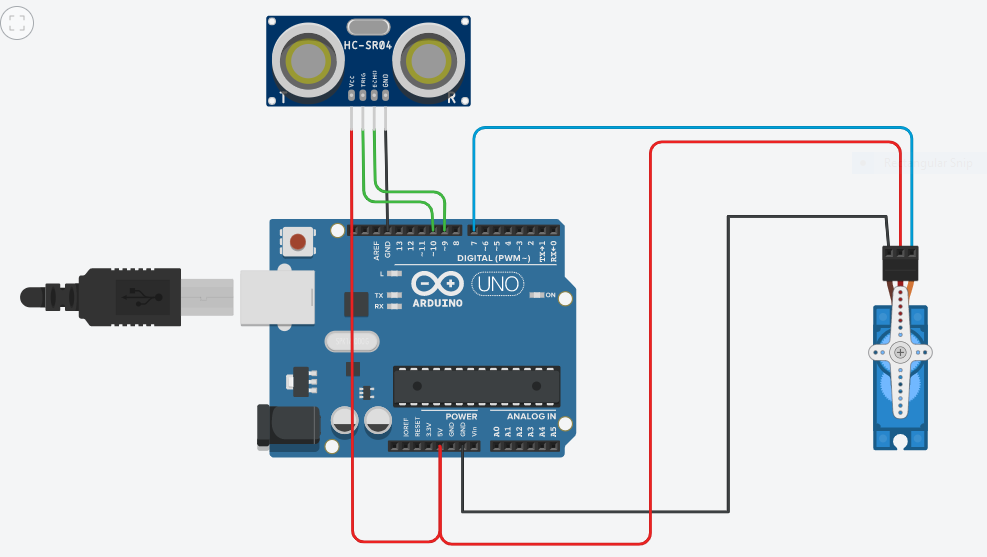 HC-SR04
Vcc
TRIG
ECHO
GND
T
R
AREF
GND
13
12
~11
~10
~9
8
7
~6
~5
4
~3
2
TX→1
RX←0
DIGITAL (PWM~)
L
TX
RX
ARDUINO
UNO
ON
POWER
ANALOG IN
IOREF
RESET
3.3V
5V
GND
GND
Vin
A0
A1
A2
A3
A4
A5